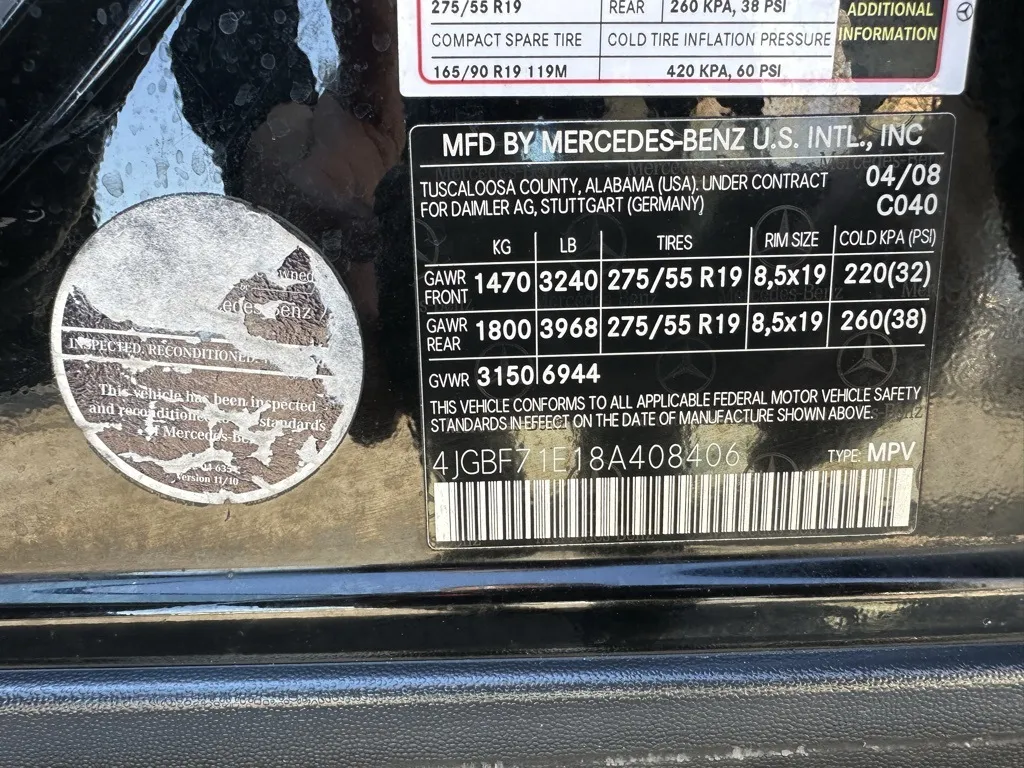 275/55 R19 REAR 260 KPA, 38 PSI
COMPACT SPARE TIRE COLD TIRE INFLATION PRESSURE
165/90 R19 119M 420 KPA, 60 PSI
ADDITIONAL
INFORMATION
MFD BY MERCEDES-BENZ U.S. INTL., INC
TUSCALOOSA COUNTY, ALABAMA (USA). UNDER CONTRACT 04/08
FOR DAIMLER AG, STUTTGART (GERMANY) C040
KG LB TIRES RIM SIZE COLD KPA (PSI)
GAWR FRONT 1470 3240 275/55 R19 8,5x19 220(32)
GAWR REAR 1800 3968 275/55 R19 8,5x19 260(38)
GVWR 3150 6944
THIS VEHICLE CONFORMS TO ALL APPLICABLE FEDERAL MOTOR VEHICLE SAFETY
STANDARDS IN EFFECT ON THE DATE OF MANUFACTURE SHOWN ABOVE.
4JGBF71E18A408406 TYPE: MPV
INSPECTED, RECONDITIONED,
This vehicle has been inspected
and reconditioned standards
of Mercedes-Benz
Version 11/10